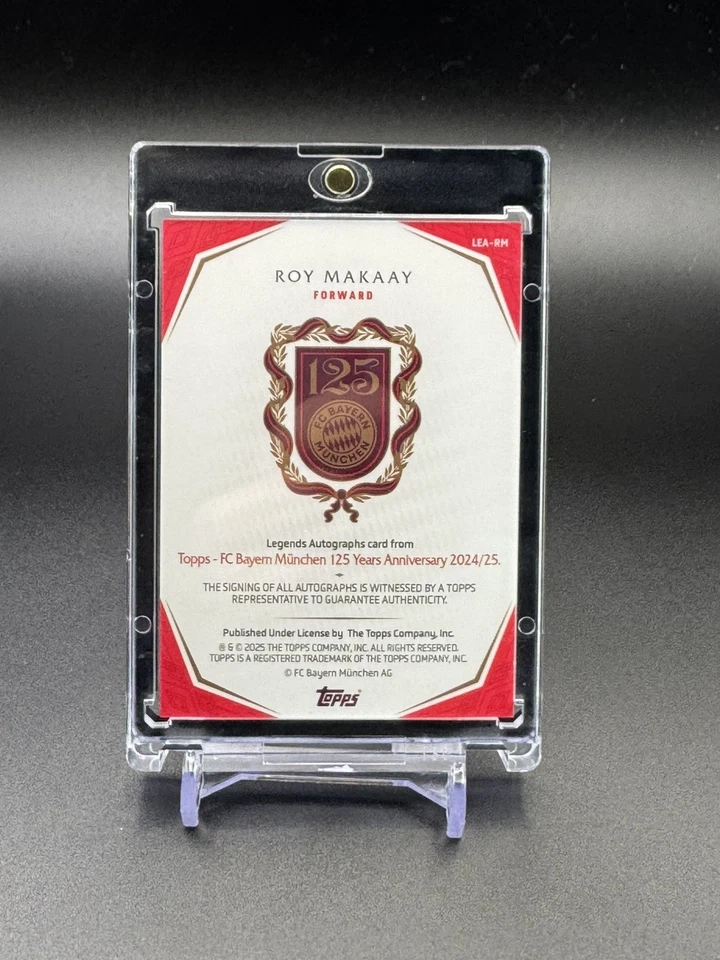 LEA-RM
ROY MAKAAY
FORWARD
125
FC BAYERN
MÜNCHEN
Legends Autographs card from
Topps - FC Bayern München 125 Years Anniversary 2024/25.
THE SIGNING OF ALL AUTOGRAPHS IS WITNESSED BY A TOPPS
REPRESENTATIVE TO GUARANTEE AUTHENTICITY.
Published Under License by The Topps Company, Inc.
® & © 2025 THE TOPPS COMPANY, INC. ALL RIGHTS RESERVED.
TOPPS IS A REGISTERED TRADEMARK OF THE TOPPS COMPANY, INC.
© FC Bayern München AG
topps